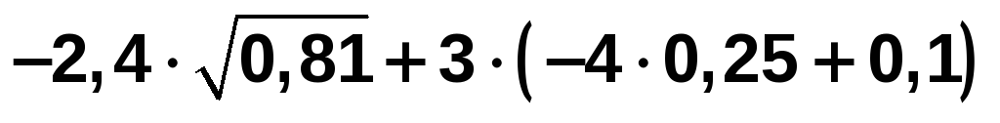 −2,4 · √0,81 + 3 · (−4 · 0,25 + 0,1)